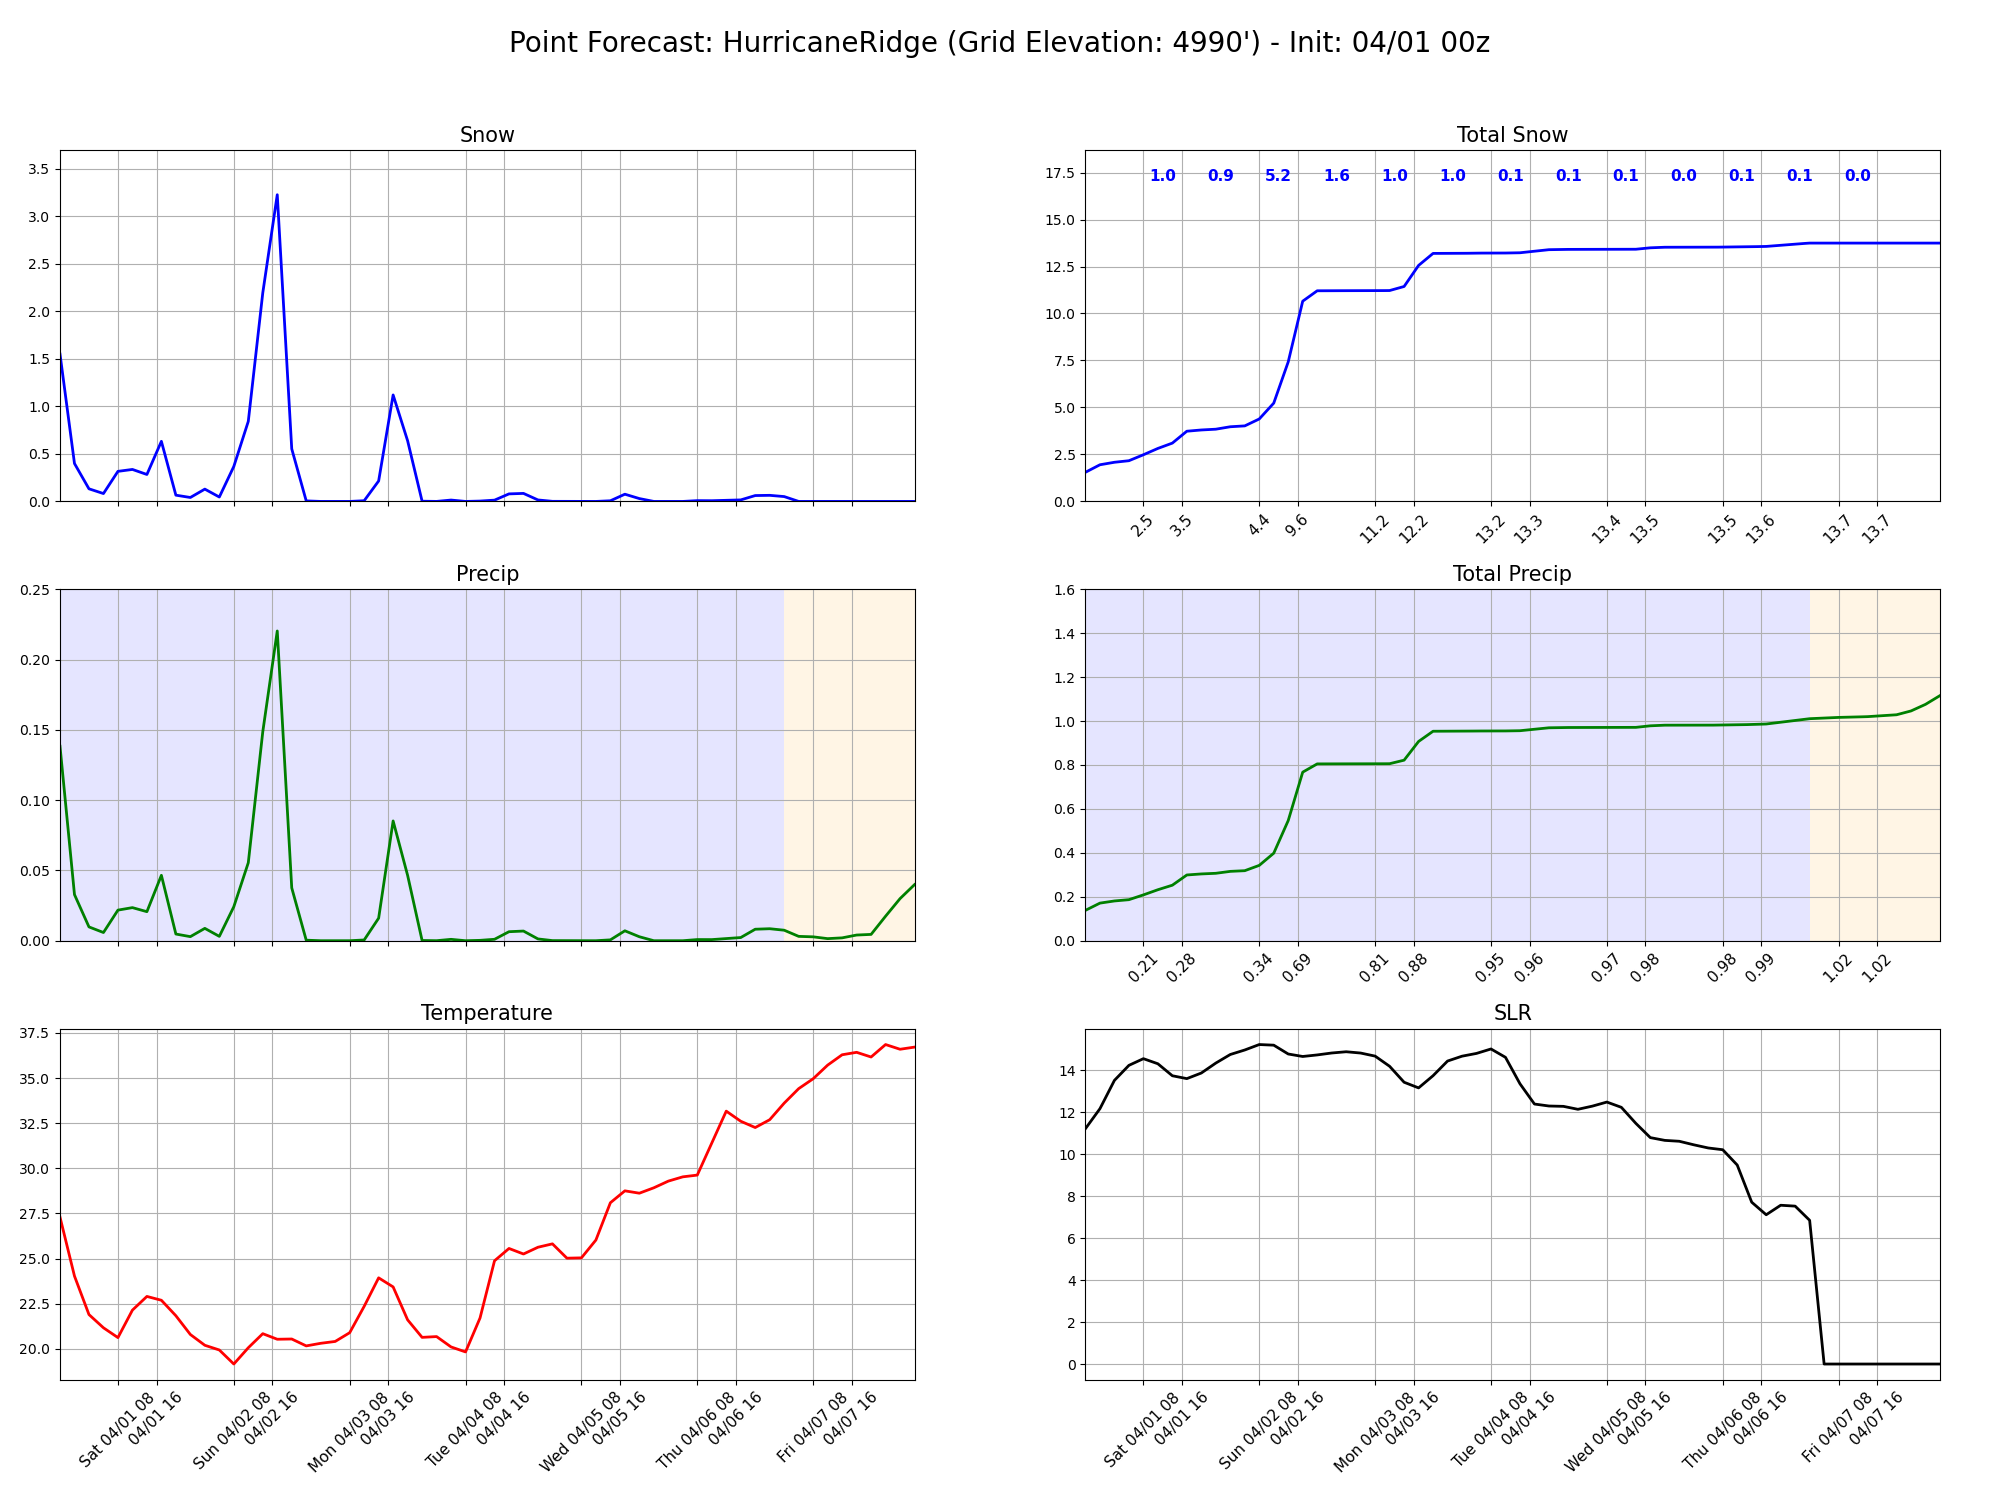 Point Forecast: HurricaneRidge (Grid Elevation: 4990') - Init: 04/01 00z
Snow
3.5
3.0
2.5
2.0
1.5
1.0
0.5
0.0
Total Snow
17.5
15.0
12.5
10.0
7.5
5.0
2.5
0.0
1.0 0.9 5.2 1.6 1.0 1.0 0.1 0.1 0.1 0.0 0.1 0.1 0.0
2.5 3.5 4.4 9.6 11.2 12.2 13.2 13.3 13.4 13.5 13.5 13.6 13.7 13.7
Precip
0.25
0.20
0.15
0.10
0.05
0.00
Total Precip
1.6
1.4
1.2
1.0
0.8
0.6
0.4
0.2
0.0
0.21 0.28 0.34 0.69 0.81 0.88 0.95 0.96 0.97 0.98 0.98 0.99 1.02 1.02
Temperature
37.5
35.0
32.5
30.0
27.5
25.0
22.5
20.0
Sat 04/01 08
04/01 16
Sun 04/02 08
04/02 16
Mon 04/03 08
04/03 16
Tue 04/04 08
04/04 16
Wed 04/05 08
04/05 16
Thu 04/06 08
04/06 16
Fri 04/07 08
04/07 16
SLR
14
12
10
8
6
4
2
0
Sat 04/01 08
04/01 16
Sun 04/02 08
04/02 16
Mon 04/03 08
04/03 16
Tue 04/04 08
04/04 16
Wed 04/05 08
04/05 16
Thu 04/06 08
04/06 16
Fri 04/07 08
04/07 16